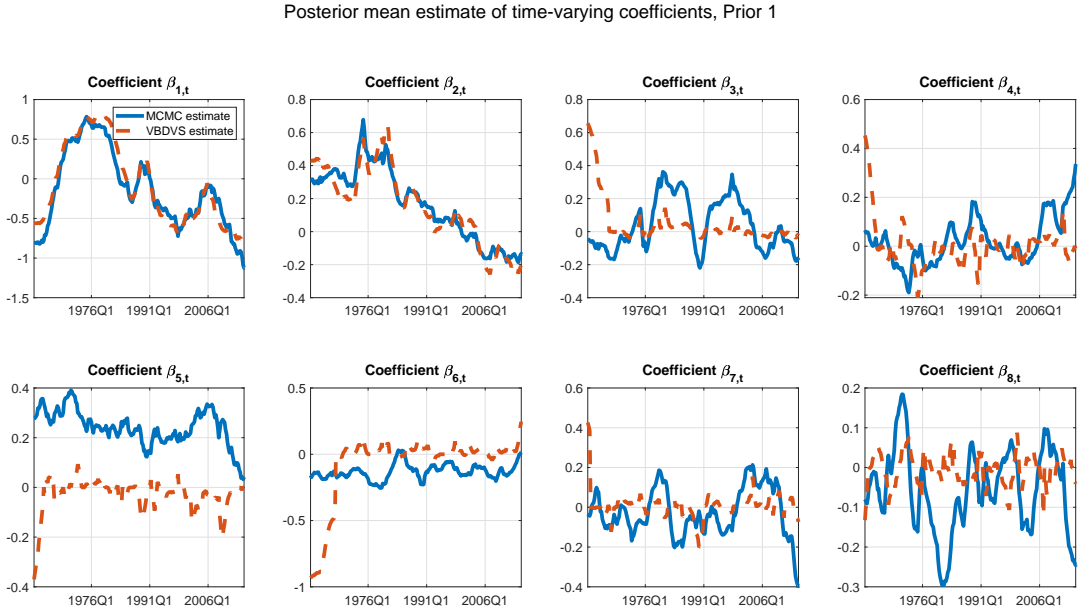 Posterior mean estimate of time-varying coefficients, Prior 1
Coefficient β1,t
1
0.5
0
-0.5
-1
-1.5
1976Q1 1991Q1 2006Q1
MCMC estimate
VBDVS estimate
Coefficient β2,t
0.8
0.6
0.4
0.2
0
-0.2
-0.4
1976Q1 1991Q1 2006Q1
Coefficient β3,t
0.8
0.6
0.4
0.2
0
-0.2
-0.4
1976Q1 1991Q1 2006Q1
Coefficient β4,t
0.6
0.4
0.2
0
-0.2
1976Q1 1991Q1 2006Q1
Coefficient β5,t
0.4
0.2
0
-0.2
-0.4
1976Q1 1991Q1 2006Q1
Coefficient β6,t
0.5
0
-0.5
-1
1976Q1 1991Q1 2006Q1
Coefficient β7,t
0.6
0.4
0.2
0
-0.2
-0.4
1976Q1 1991Q1 2006Q1
Coefficient β8,t
0.2
0.1
0
-0.1
-0.2
-0.3
1976Q1 1991Q1 2006Q1